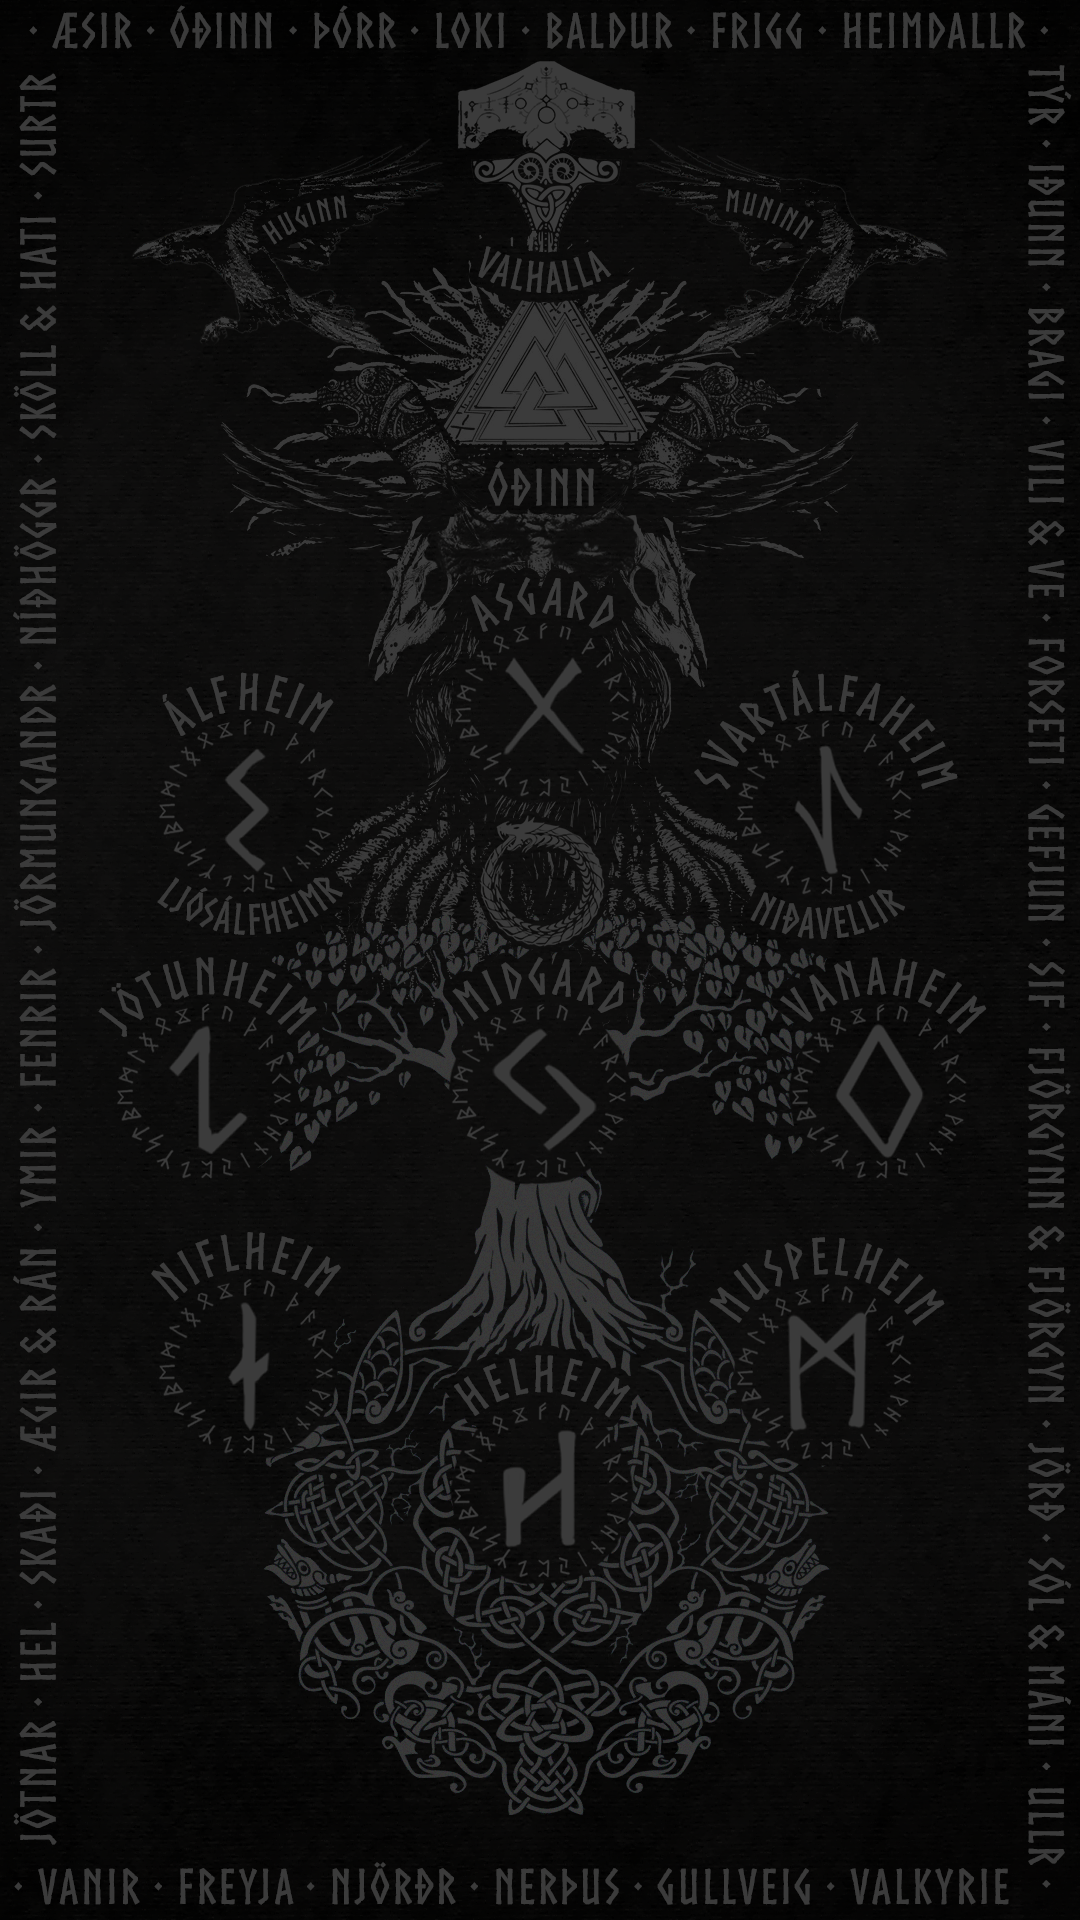 · ÆSIR · ÓÐINN · ÞÓRR · LOKI · BALDUR · FRIGG · HEIMDALLR ·
TÝR · IÐUNN · BRAGI · VILI & VE · FORSETI · GEFJUN · SIF · FJÖRGYNN & FJÖRGYN · JÖRÐ · SÓL & MÁNI · ULLR ·
JÖTNAR · HEL · SKAÐI · ÆGIR & RÁN · YMIR · FENRIR · JÖRMUNGANDR · NÍÐHÖGGR · SKÖLL & HATI · SURTR
HUGINN
MUNINN
VALHALLA
ÓÐINN
ASGARD
ᚷ
ÁLFHEIM
ᛊ
LJÓSÁLFHEIMR
SVARTÁLFAHEIM
NIÐAVELLIR
JÖTUNHEIM
ᛇ
MIDGARD
ᛃ
VANAHEIM
ᛜ
NIFLHEIM
ᚾ
MUSPELHEIM
ᛗ
HELHEIM
ᚺ
· VANIR · FREYJA · NJÖRÐR · NERÞUS · GULLVEIG · VALKYRIE